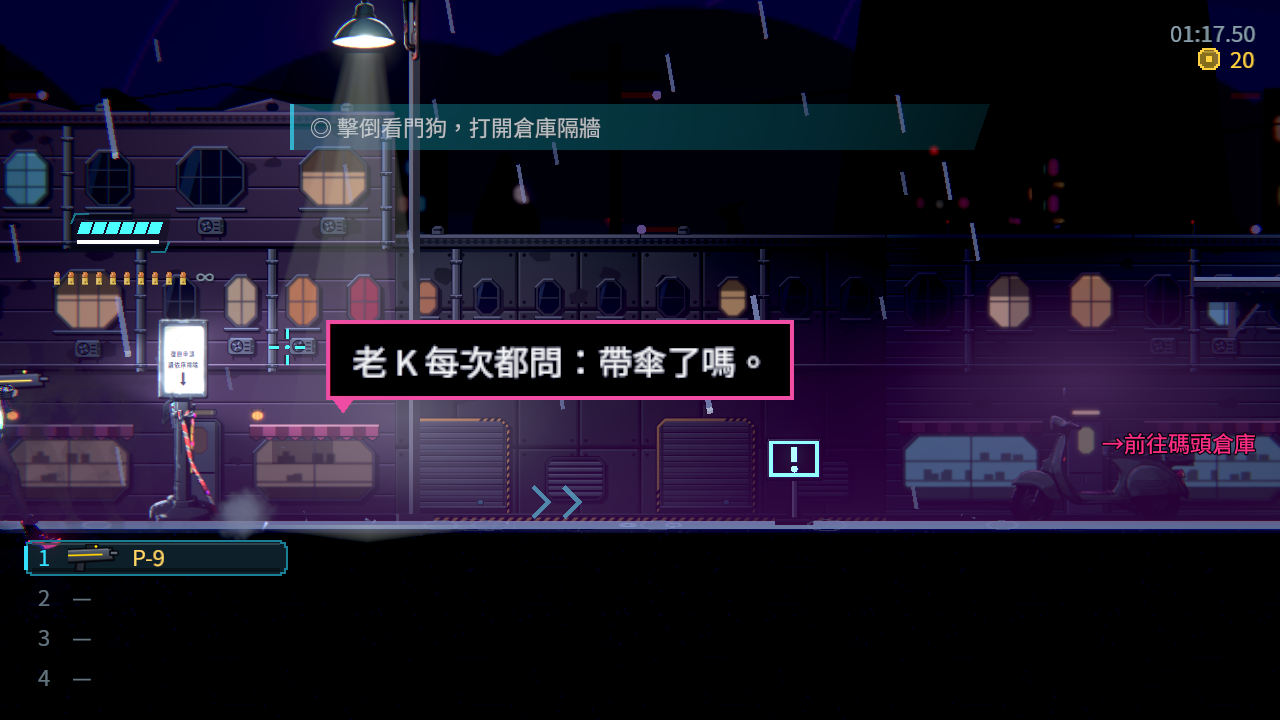 01:17.50
20
◎ 擊倒看門狗，打開倉庫隔牆
∞
老 K 每次都問：帶傘了嗎。
!
→前往碼頭倉庫
1 P-9
2 —
3 —
4 —